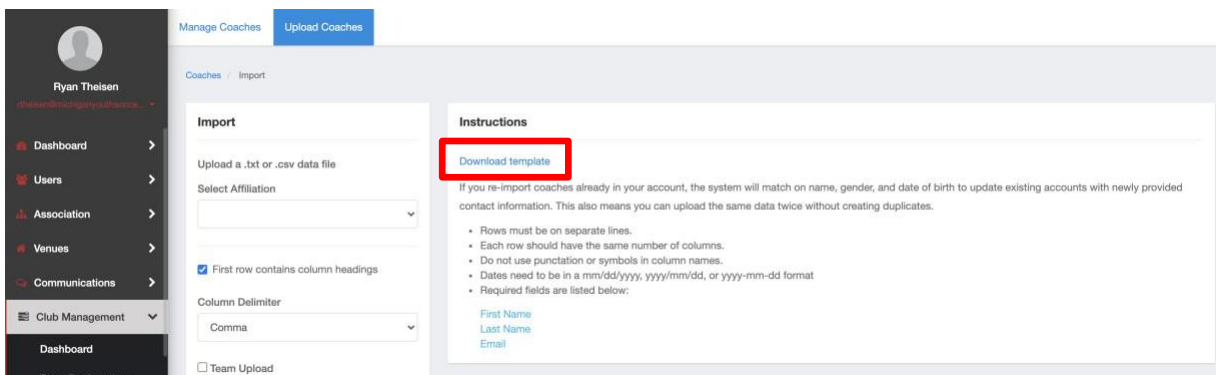 Manage Coaches
Upload Coaches
Ryan Theisen
Coaches / Import
Dashboard
Users
Association
Venues
Communications
Club Management
Dashboard
Import
Upload a .txt or .csv data file
Select Affiliation
First row contains column headings
Column Delimiter
Comma
Team Upload
Instructions
Download template
If you re-import coaches already in your account, the system will match on name, gender, and date of birth to update existing accounts with newly provided
contact information. This also means you can upload the same data twice without creating duplicates.
• Rows must be on separate lines.
• Each row should have the same number of columns.
• Do not use punctation or symbols in column names.
• Dates need to be in a mm/dd/yyyy, yyyy/mm/dd, or yyyy-mm-dd format
• Required fields are listed below:
First Name
Last Name
Email